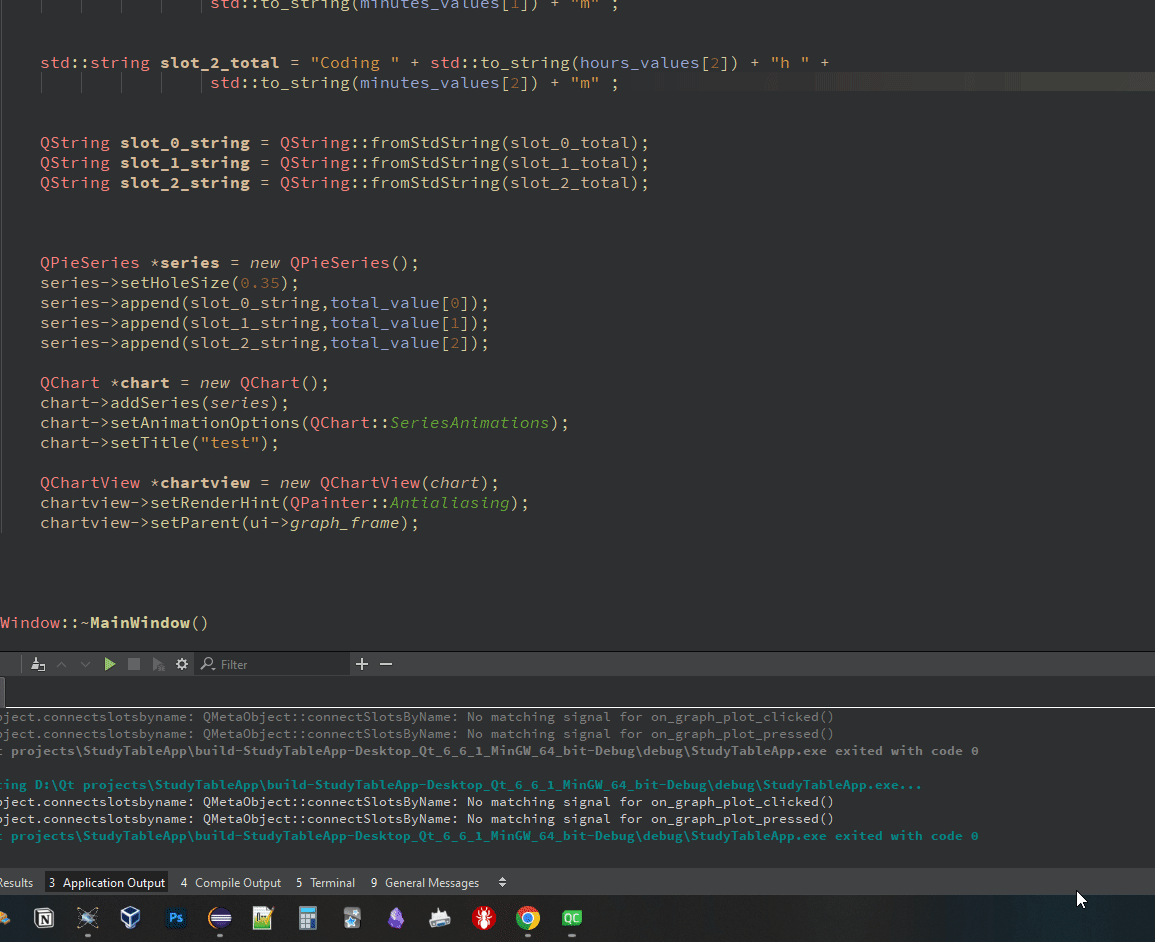 std::to_string(minutes_values[1]) + "m" ;
std::string slot_2_total = "Coding " + std::to_string(hours_values[2]) + "h " +
std::to_string(minutes_values[2]) + "m" ;
QString slot_0_string = QString::fromStdString(slot_0_total);
QString slot_1_string = QString::fromStdString(slot_1_total);
QString slot_2_string = QString::fromStdString(slot_2_total);
QPieSeries *series = new QPieSeries();
series->setHoleSize(0.35);
series->append(slot_0_string,total_value[0]);
series->append(slot_1_string,total_value[1]);
series->append(slot_2_string,total_value[2]);
QChart *chart = new QChart();
chart->addSeries(series);
chart->setAnimationOptions(QChart::SeriesAnimations);
chart->setTitle("test");
QChartView *chartview = new QChartView(chart);
chartview->setRenderHint(QPainter::Antialiasing);
chartview->setParent(ui->graph_frame);
Window::~MainWindow()
Filter
bject.connectslotsbyname: QMetaObject::connectSlotsByName: No matching signal for on_graph_plot_clicked()
bject.connectslotsbyname: QMetaObject::connectSlotsByName: No matching signal for on_graph_plot_pressed()
t projects\StudyTableApp\build-StudyTableApp-Desktop_Qt_6_6_1_MinGW_64_bit-Debug\debug\StudyTableApp.exe exited with code 0
ting D:\Qt projects\StudyTableApp\build-StudyTableApp-Desktop_Qt_6_6_1_MinGW_64_bit-Debug\debug\StudyTableApp.exe...
bject.connectslotsbyname: QMetaObject::connectSlotsByName: No matching signal for on_graph_plot_clicked()
bject.connectslotsbyname: QMetaObject::connectSlotsByName: No matching signal for on_graph_plot_pressed()
t projects\StudyTableApp\build-StudyTableApp-Desktop_Qt_6_6_1_MinGW_64_bit-Debug\debug\StudyTableApp.exe exited with code 0
Results 3 Application Output 4 Compile Output 5 Terminal 9 General Messages
N Ps QC